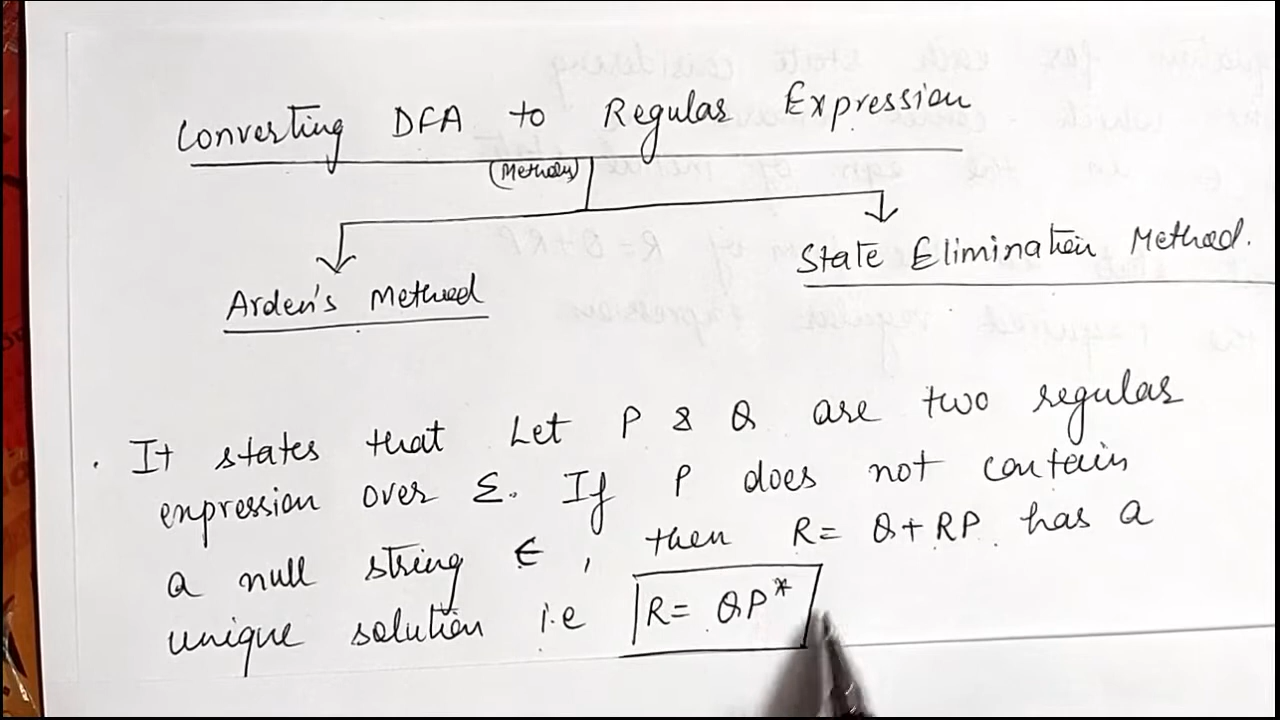 Converting DFA to Regular Expression
(Methods)
Arden's Method
State Elimination Method.
. It states that Let P & Q are two regular
expression over Σ. If P does not contain
a null string ϵ, then R= Q+RP has a
unique solution i.e R= QP*